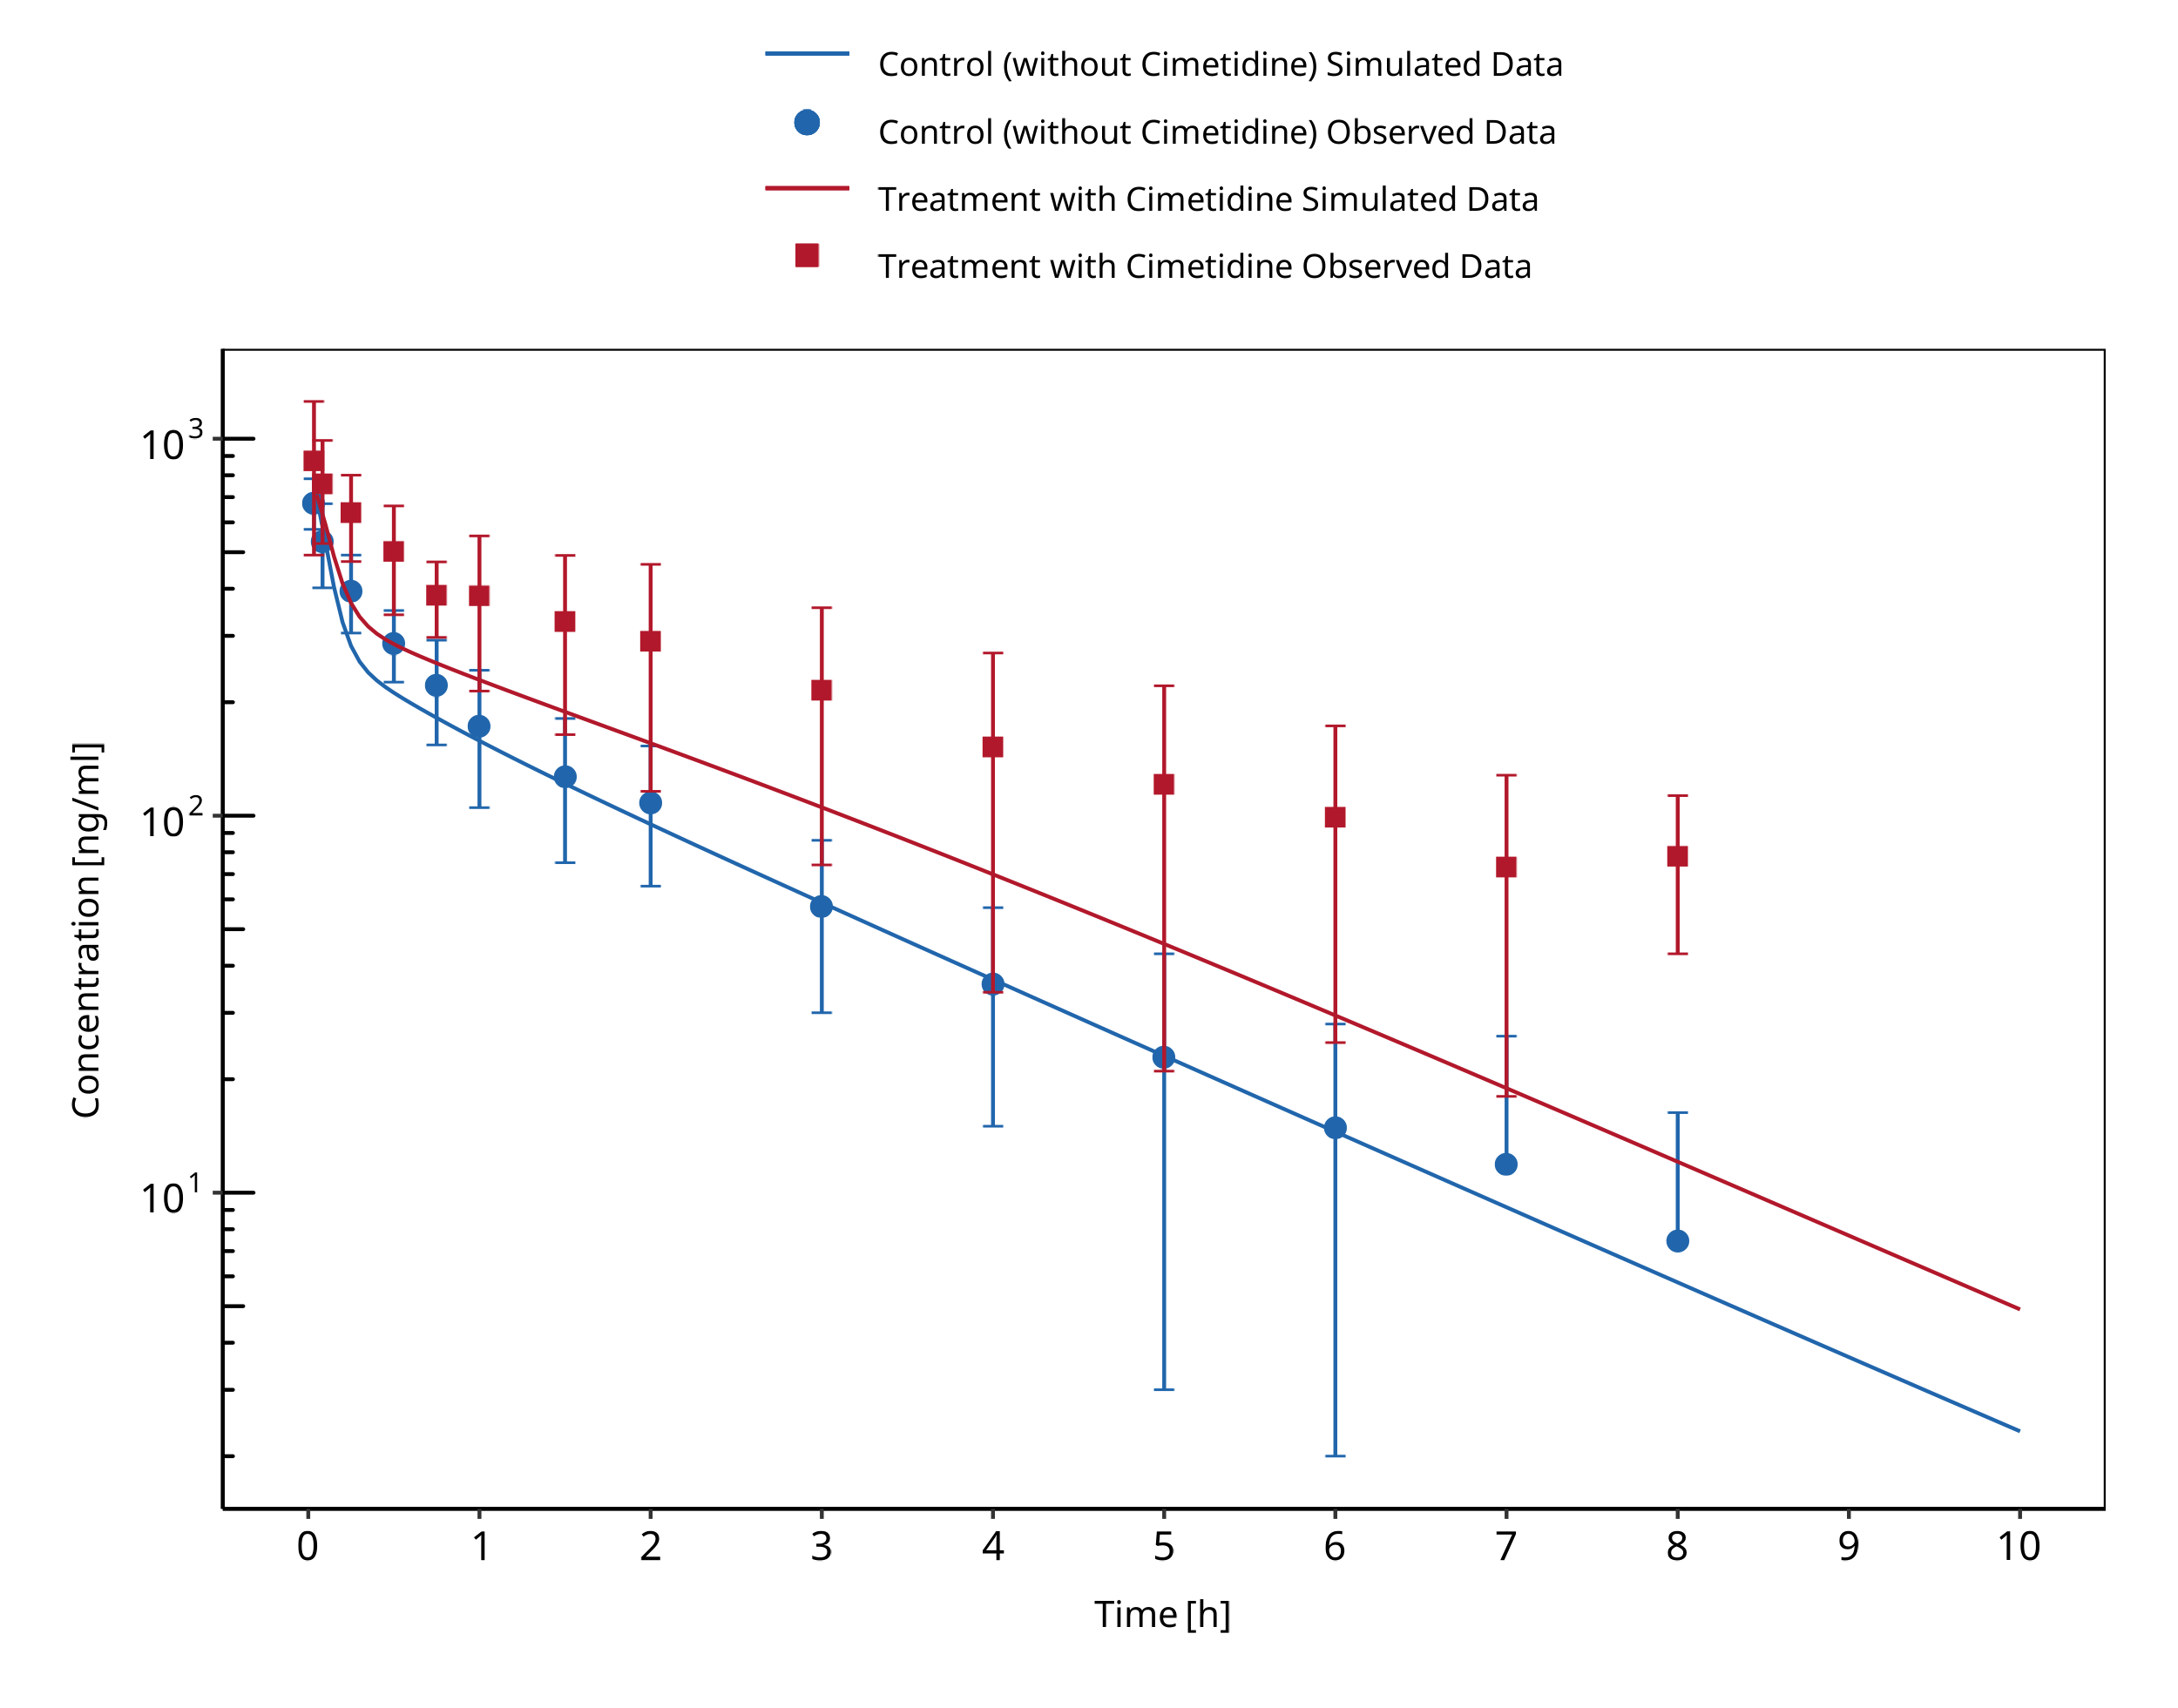 Control (without Cimetidine) Simulated Data
Control (without Cimetidine) Observed Data
Treatment with Cimetidine Simulated Data
Treatment with Cimetidine Observed Data
10³
10²
10¹
Concentration [ng/ml]
0 1 2 3 4 5 6 7 8 9 10
Time [h]